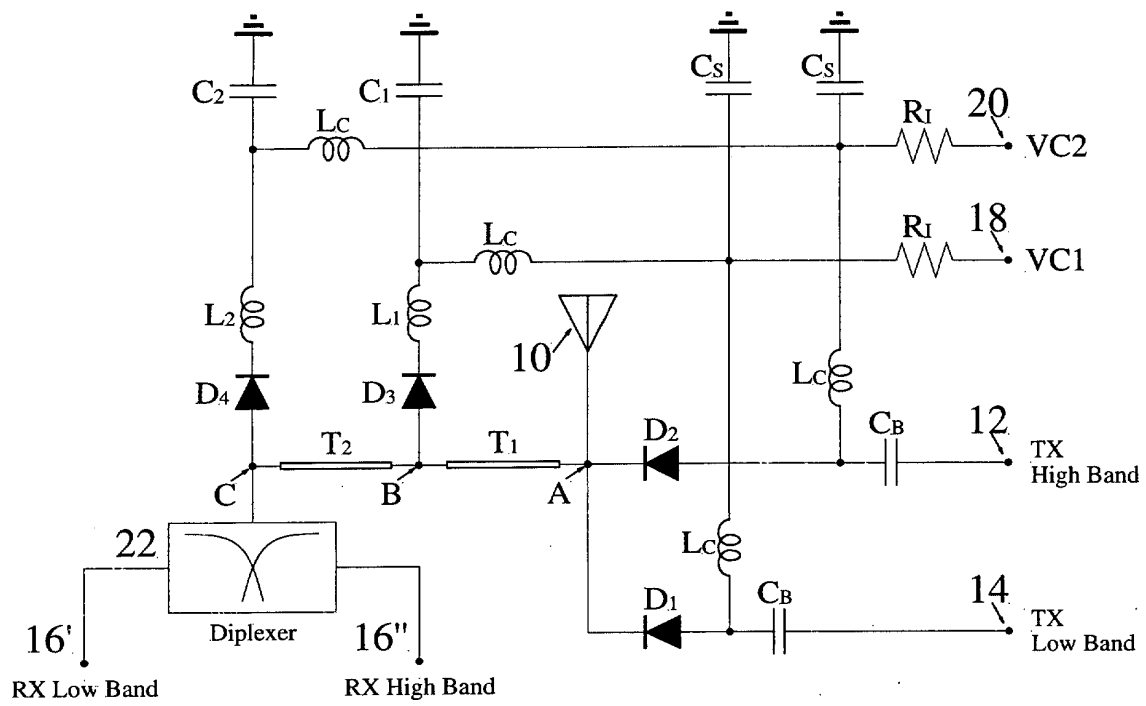 C2
C1
CS
CS
LC
RI
20
VC2
LC
RI
18
VC1
L2
L1
10
LC
D4
D3
D2
CB
12
TX
High Band
T2
T1
C
B
A
22
LC
D1
CB
14
TX
Low Band
Diplexer
16'
16"
RX Low Band
RX High Band